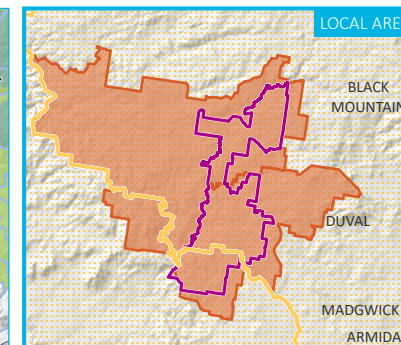 LOCAL ARE
BLACK
MOUNTAIN
DUVAL
MADGWICK
ARMIDA